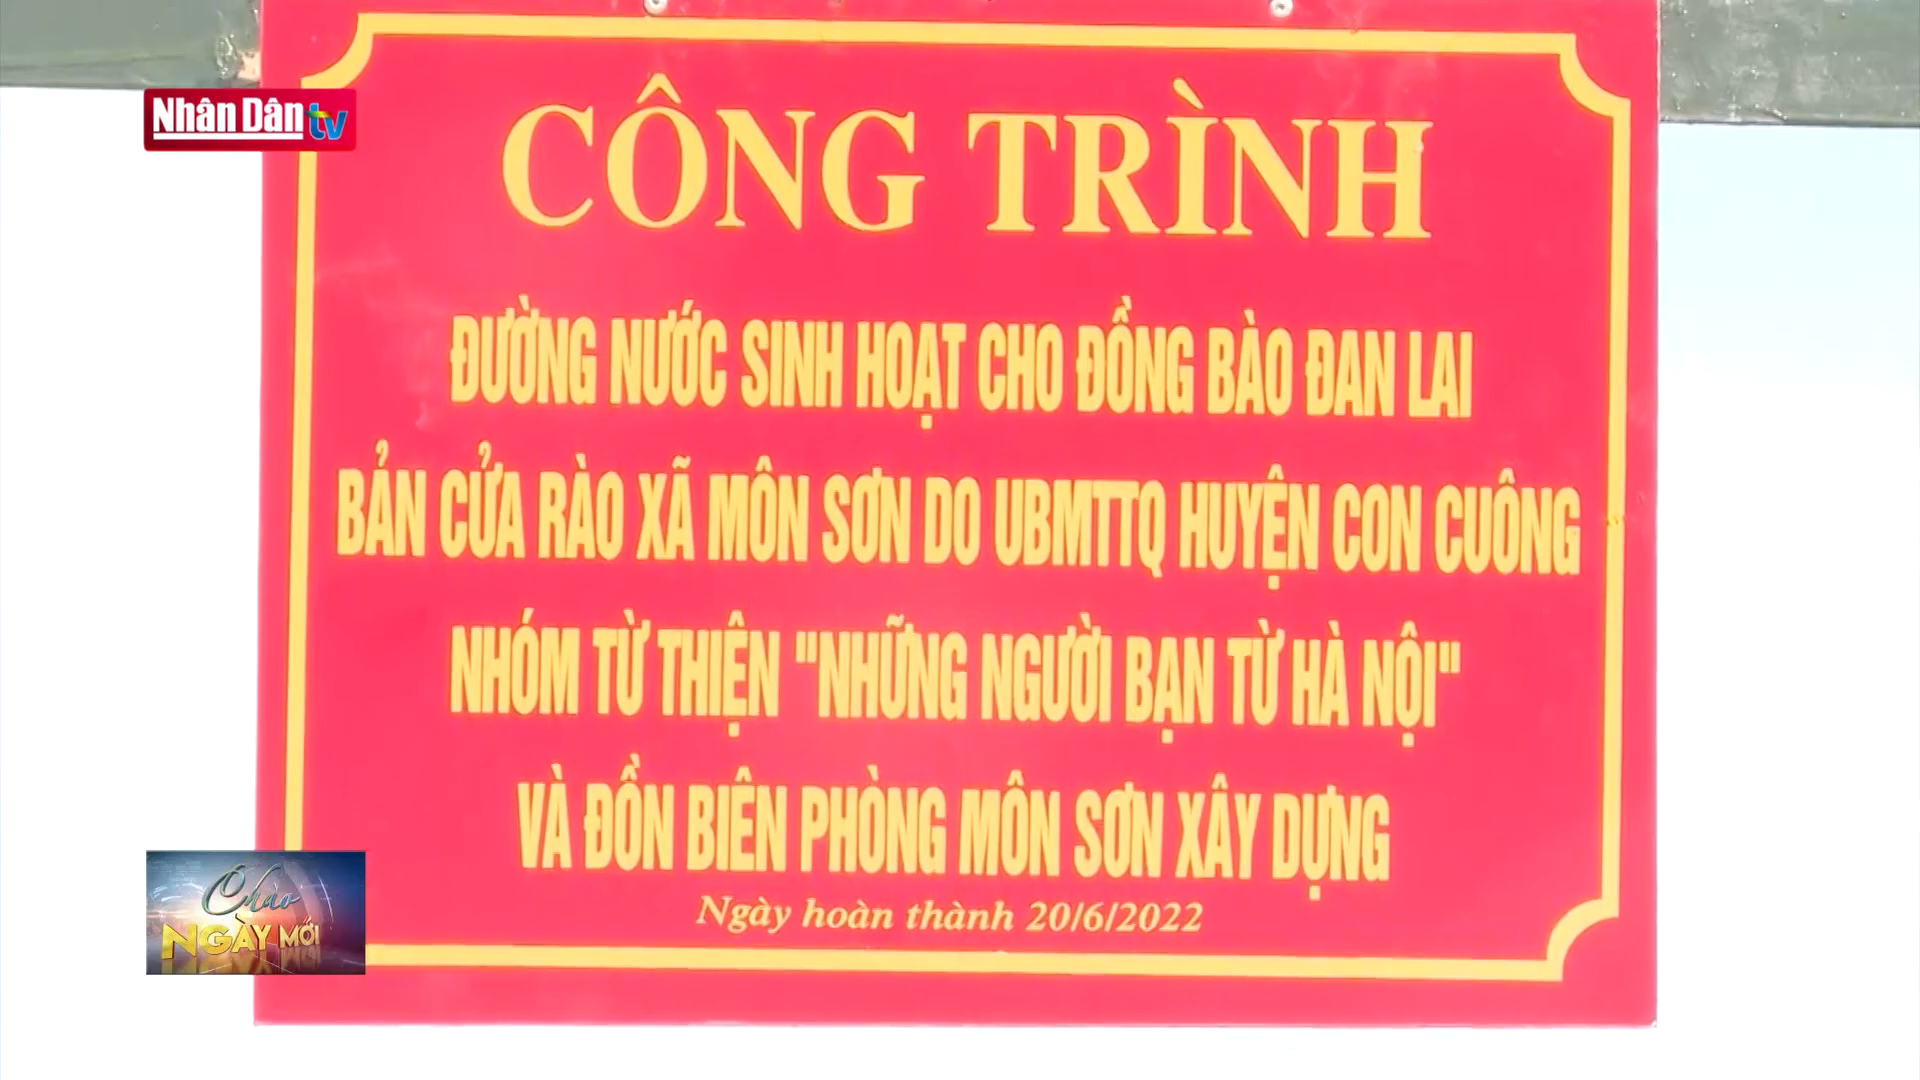 Nhân Dân tv
CÔNG TRÌNH
ĐƯỜNG NƯỚC SINH HOẠT CHO ĐỒNG BÀO ĐAN LAI
BẢN CỬA RÀO XÃ MÔN SƠN DO UBMTTQ HUYỆN CON CUÔNG
NHÓM TỪ THIỆN "NHỮNG NGƯỜI BẠN TỪ HÀ NỘI"
VÀ ĐỒN BIÊN PHÒNG MÔN SƠN XÂY DỰNG
Ngày hoàn thành 20/6/2022
Chào
NGÀY MỚI